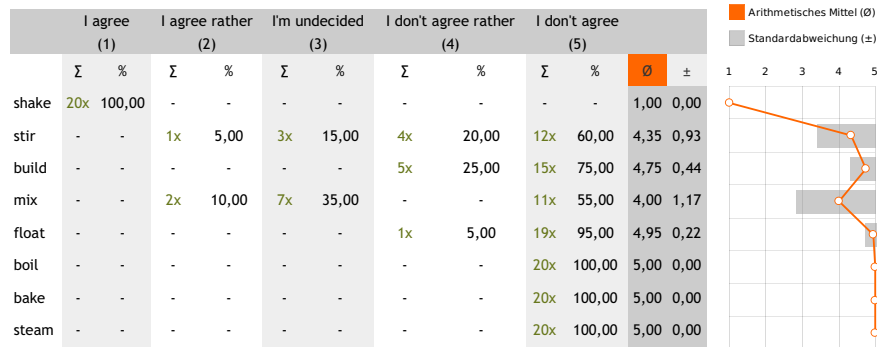 I agree I agree rather I'm undecided I don't agree rather I don't agree
(1) (2) (3) (4) (5)
Σ % Σ % Σ % Σ % Σ % Ø ±
shake 20x 100,00 - - - - - - - - 1,00 0,00
stir - - 1x 5,00 3x 15,00 4x 20,00 12x 60,00 4,35 0,93
build - - - - - - 5x 25,00 15x 75,00 4,75 0,44
mix - - 2x 10,00 7x 35,00 - - 11x 55,00 4,00 1,17
float - - - - - - 1x 5,00 19x 95,00 4,95 0,22
boil - - - - - - - - 20x 100,00 5,00 0,00
bake - - - - - - - - 20x 100,00 5,00 0,00
steam - - - - - - - - 20x 100,00 5,00 0,00
Arithmetisches Mittel (Ø)
Standardabweichung (±)
1 2 3 4 5